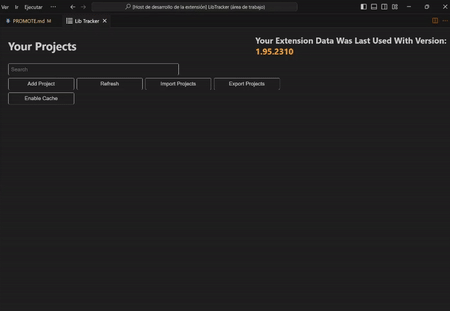 Ver Ir Ejecutar ··· [Host de desarrollo de la extensión] LibTracker (área de trabajo)
PROMOTE.md M Lib Tracker
Your Projects
Your Extension Data Was Last Used With Version:
1.95.2310
Search
Add Project Refresh Import Projects Export Projects
Enable Cache